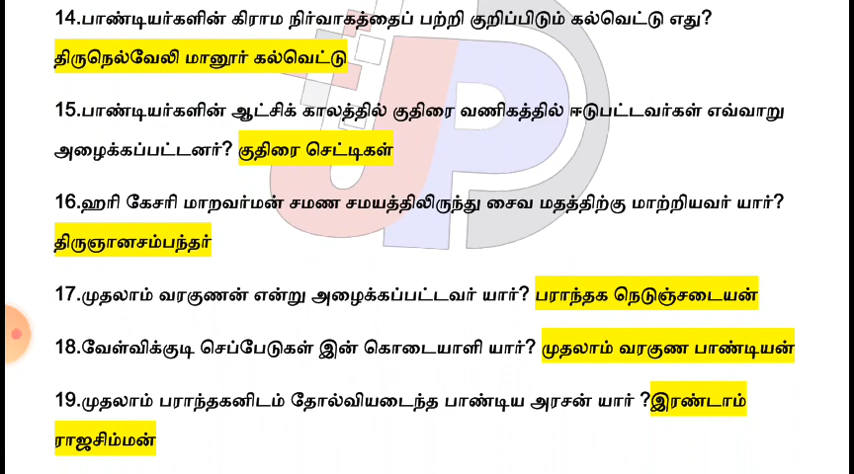 14.பாண்டியர்களின் கிராம நிர்வாகத்தைப் பற்றி குறிப்பிடும் கல்வெட்டு எது?
திருநெல்வேலி மானூர் கல்வெட்டு
15.பாண்டியர்களின் ஆட்சிக் காலத்தில் குதிரை வணிகத்தில் ஈடுபட்டவர்கள் எவ்வாறு
அழைக்கப்பட்டனர்? குதிரை செட்டிகள்
16.ஹரி கேசரி மாறவர்மன் சமண சமயத்திலிருந்து சைவ மதத்திற்கு மாற்றியவர் யார்?
திருஞானசம்பந்தர்
17.முதலாம் வரகுணன் என்று அழைக்கப்பட்டவர் யார்? பராந்தக நெடுஞ்சடையன்
18.வேள்விக்குடி செப்பேடுகள் இன் கொடையாளி யார்? முதலாம் வரகுண பாண்டியன்
19.முதலாம் பராந்தகனிடம் தோல்வியடைந்த பாண்டிய அரசன் யார் ?இரண்டாம்
ராஜசிம்மன்